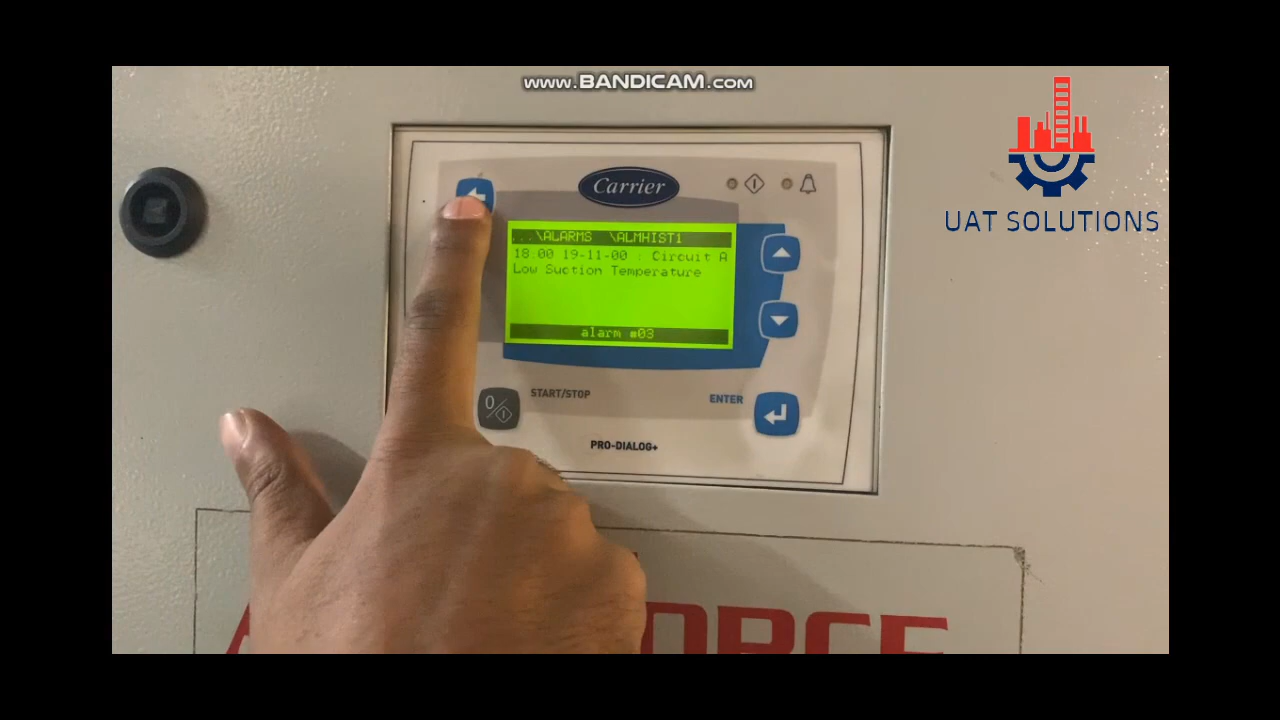 www.BANDICAM.com
UAT SOLUTIONS
Carrier
...\ALARMS \ALMHIST1
18:00 19-11-00 : Circuit A
Low Suction Temperature
alarm #03
0
START/STOP
ENTER
PRO-DIALOG+